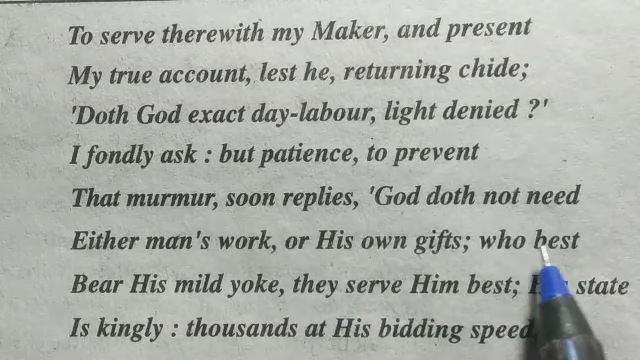 To serve therewith my Maker, and present
My true account, lest he, returning chide;
'Doth God exact day-labour, light denied ?'
I fondly ask : but patience, to prevent
That murmur, soon replies, 'God doth not need
Either man's work, or His own gifts; who best
Bear His mild yoke, they serve Him best; state
Is kingly : thousands at His bidding speed